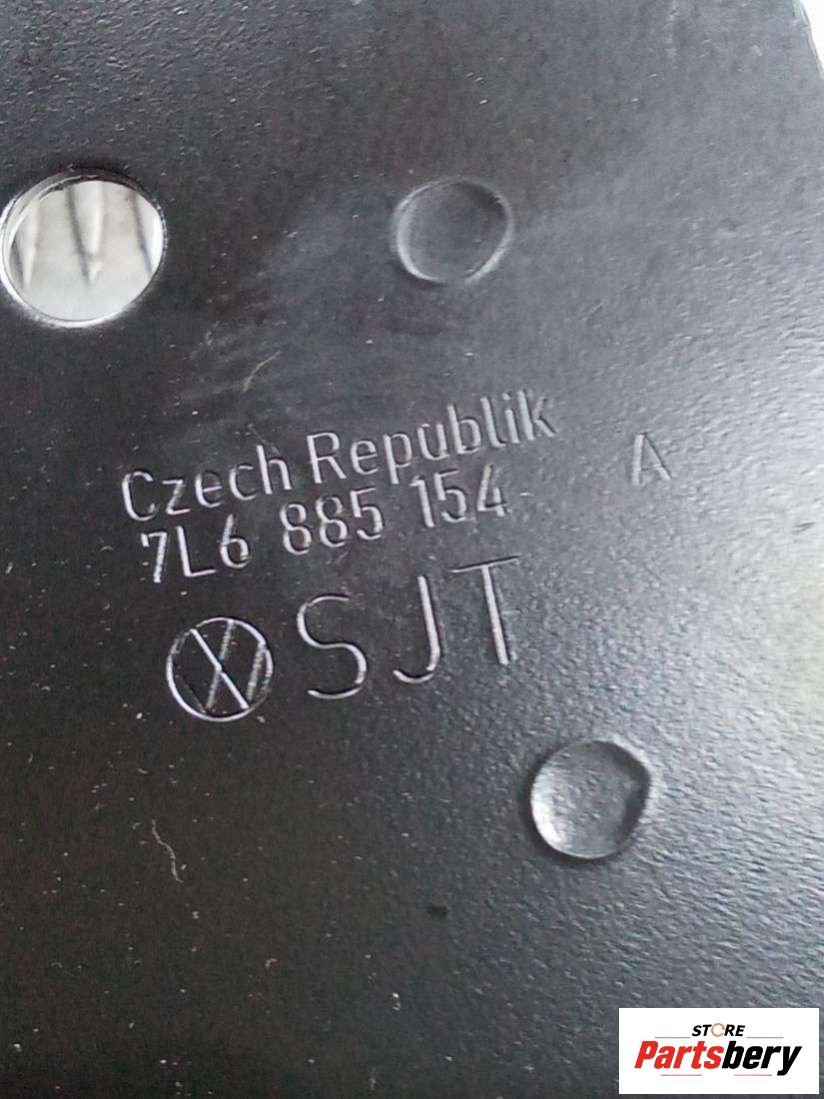 Czech Republik
7L6 885 154 A
SJT
STORE
Partsbery